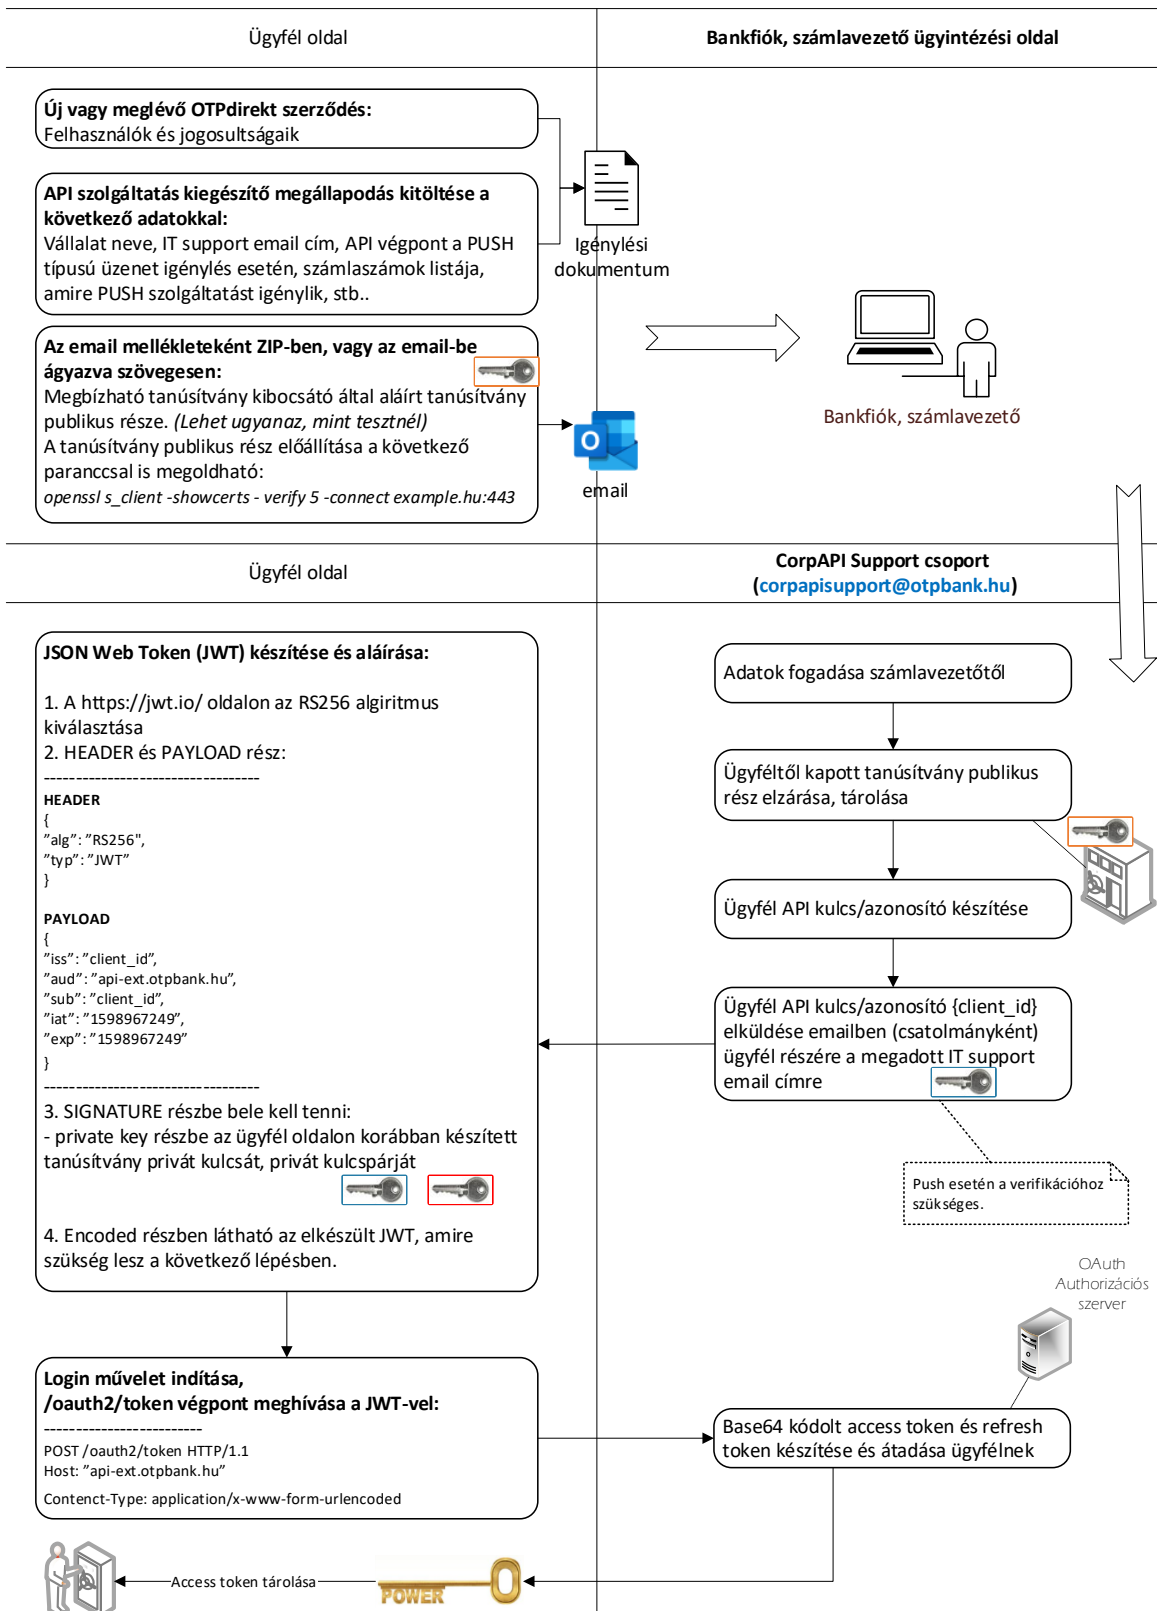 Ügyfél oldal
Bankfiók, számlavezető ügyintézési oldal
Új vagy meglévő OTPdirekt szerződés:
Felhasználók és jogosultságaik
API szolgáltatás kiegészítő megállapodás kitöltése a
következő adatokkal:
Vállalat neve, IT support email cím, API végpont a PUSH
típusú üzenet igénylés esetén, számlaszámok listája,
amire PUSH szolgáltatást igénylik, stb..
Igénylési
dokumentum
Az email mellékleteként ZIP-ben, vagy az email-be
ágyazva szövegesen:
Megbízható tanúsítvány kibocsátó által aláírt tanúsítvány
publikus része. (Lehet ugyanaz, mint tesztnél)
A tanúsítvány publikus rész előállítása a következő
paranccsal is megoldható:
openssl s_client -showcerts - verify 5 -connect example.hu:443
O
email
Bankfiók, számlavezető
Ügyfél oldal
CorpAPI Support csoport
(corpapisupport@otpbank.hu)
JSON Web Token (JWT) készítése és aláírása:
1. A https://jwt.io/ oldalon az RS256 algiritmus
kiválasztása
2. HEADER és PAYLOAD rész:
----------------------------------
HEADER
{
”alg”: ”RS256",
”typ”: ”JWT”
}
PAYLOAD
{
"iss": "client_id”,
"aud": "api-ext.otpbank.hu”,
"sub": "client_id”,
"iat": "1598967249”,
"exp": "1598967249”
}
----------------------------------
3. SIGNATURE részbe bele kell tenni:
- private key részbe az ügyfél oldalon korábban készített
tanúsítvány privát kulcsát, privát kulcspárját
4. Encoded részben látható az elkészült JWT, amire
szükség lesz a következő lépésben.
Adatok fogadása számlavezetőtől
Ügyféltől kapott tanúsítvány publikus
rész elzárása, tárolása
Ügyfél API kulcs/azonosító készítése
Ügyfél API kulcs/azonosító {client_id}
elküldése emailben (csatolmányként)
ügyfél részére a megadott IT support
email címre
Push esetén a verifikációhoz
szükséges.
OAuth
Authorizációs
szerver
Login művelet indítása,
/oauth2/token végpont meghívása a JWT-vel:
-------------------------
POST /oauth2/token HTTP/1.1
Host: ”api-ext.otpbank.hu”
Contenct-Type: application/x-www-form-urlencoded
Base64 kódolt access token és refresh
token készítése és átadása ügyfélnek
Access token tárolása
POWER